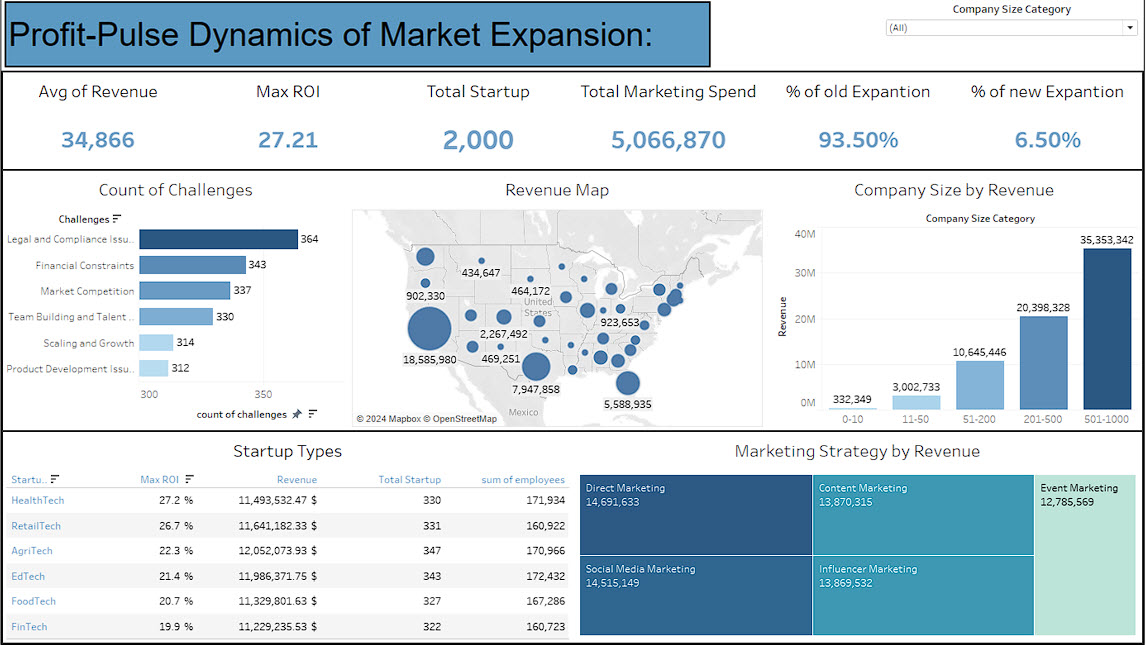 Profit-Pulse Dynamics of Market Expansion:
Company Size Category
(All)
Avg of Revenue
34,866
Max ROI
27.21
Total Startup
2,000
Total Marketing Spend
5,066,870
% of old Expantion
93.50%
% of new Expantion
6.50%
Count of Challenges
Challenges
Legal and Compliance Issu..
364
Financial Constraints
343
Market Competition
337
Team Building and Talent ..
330
Scaling and Growth
314
Product Development Issu..
312
300
350
count of challenges
Revenue Map
434,647
902,330
464,172
United
States
923,653
2,267,492
18,585,980
469,251
7,947,858
5,588,935
Mexico
© 2024 Mapbox © OpenStreetMap
Company Size by Revenue
Company Size Category
Revenue
40M
30M
20M
10M
0M
332,349
3,002,733
10,645,446
20,398,328
35,353,342
0-10
11-50
51-200
201-500
501-1000
Startup Types
Startu.. Max ROI Revenue Total Startup sum of employees
HealthTech 27.2 % 11,493,532.47 $ 330 171,934
RetailTech 26.7 % 11,641,182.33 $ 331 160,922
AgriTech 22.3 % 12,052,073.93 $ 347 170,966
EdTech 21.4 % 11,986,371.75 $ 343 172,432
FoodTech 20.7 % 11,329,801.63 $ 327 167,286
FinTech 19.9 % 11,229,235.53 $ 322 160,723
Marketing Strategy by Revenue
Direct Marketing
14,691,633
Content Marketing
13,870,315
Event Marketing
12,785,569
Social Media Marketing
14,515,149
Influencer Marketing
13,869,532